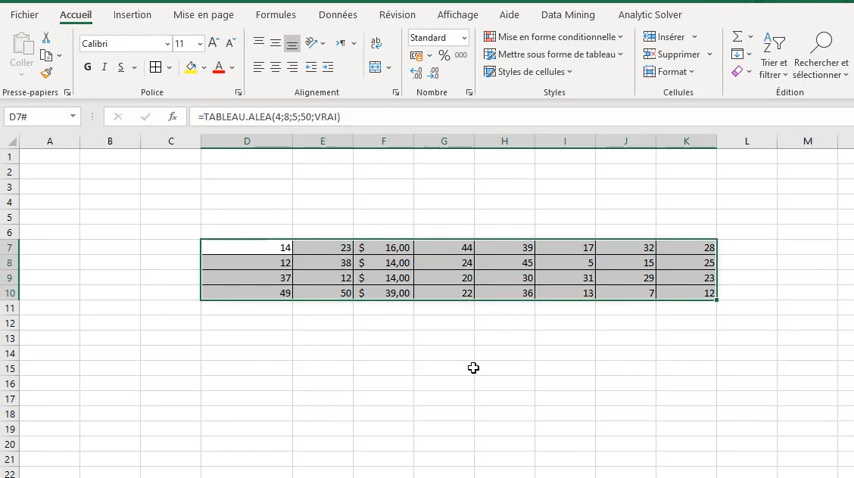 Fichier Accueil Insertion Mise en page Formules Données Révision Affichage Aide Data Mining Analytic Solver
Coller
Calibri 11 A A
G I S A
ab
Standard
% 000
Mise en forme conditionnelle
Mettre sous forme de tableau
Styles de cellules
Insérer
Supprimer
Format
Trier et filtrer
Rechercher et sélectionner
Presse-papiers Police Alignement Nombre Styles Cellules Édition
D7# fx =TABLEAU.ALEA(4;8;5;50;VRAI)
A B C D E F G H I J K L M
1
2
3
4
5
6
7 14 23 $ 16,00 44 39 17 32 28
8 12 38 $ 14,00 24 45 5 15 25
9 37 12 $ 14,00 20 30 31 29 23
10 49 50 $ 39,00 22 36 13 7 12
11
12
13
14
15
16
17
18
19
20
21
22